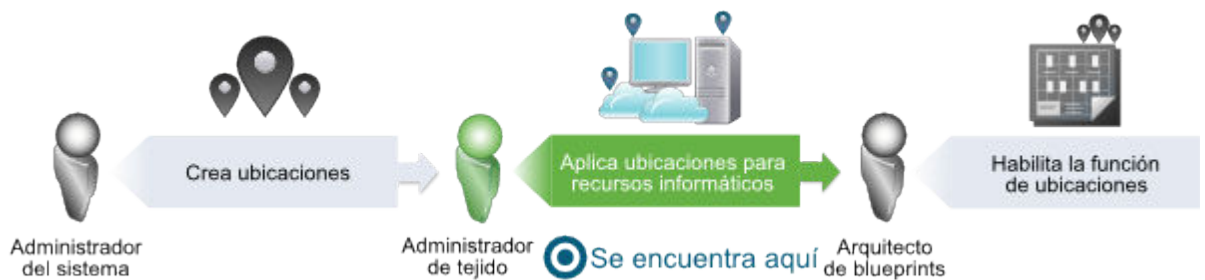 Crea ubicaciones
Aplica ubicaciones para
recursos informáticos
Habilita la función
de ubicaciones
Administrador
del sistema
Administrador
de tejido
Se encuentra aquí
Arquitecto
de blueprints